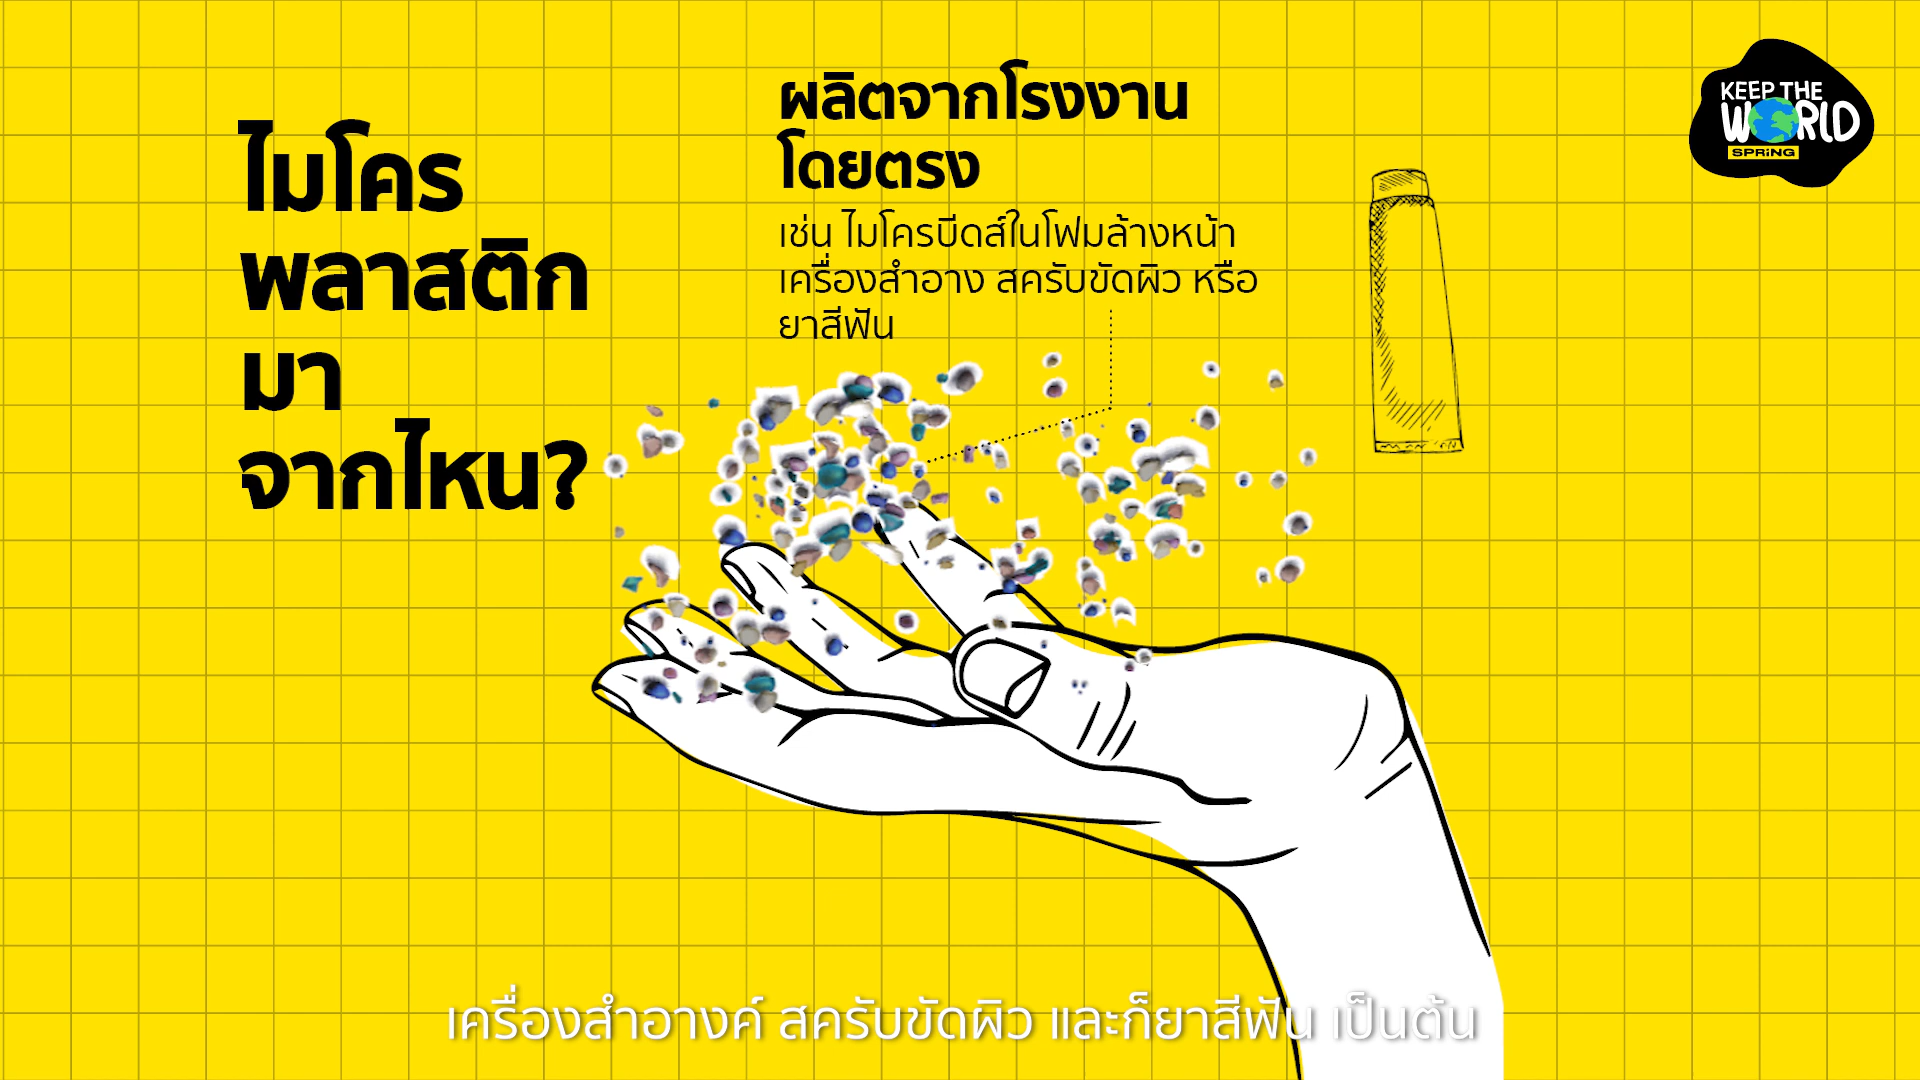 ไมโคร
พลาสติก
มา
จากไหน?
ผลิตจากโรงงาน
โดยตรง
เช่น ไมโครบีดส์ในโฟมล้างหน้า
เครื่องสำอาง สครับขัดผิว หรือ
ยาสีฟัน
KEEP THE
WORLD
SPRiNG
เครื่องสำอางค์ สครับขัดผิว และก็ยาสีฟัน เป็นต้น